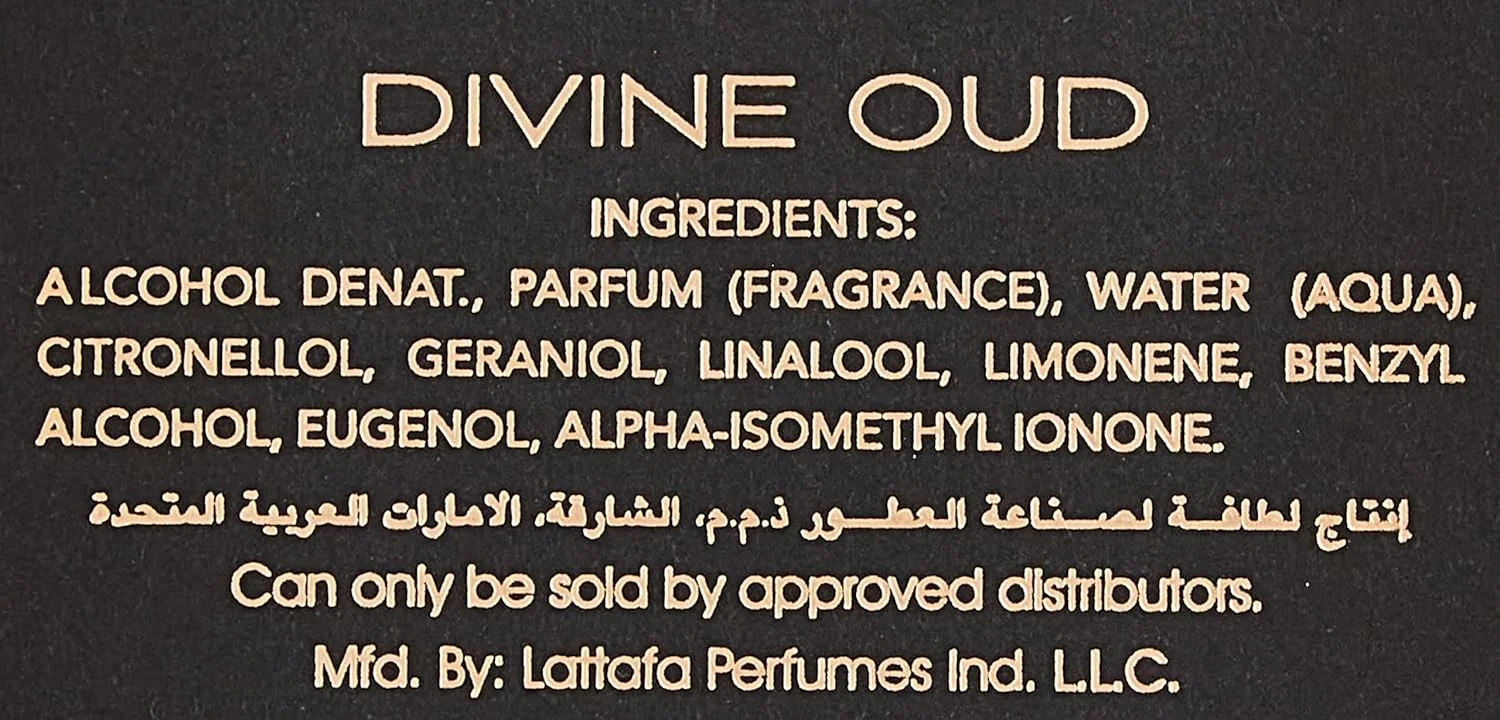 DIVINE OUD
INGREDIENTS:
ALCOHOL DENAT., PARFUM (FRAGRANCE), WATER (AQUA),
CITRONELLOL, GERANIOL, LINALOOL, LIMONENE, BENZYL
ALCOHOL, EUGENOL, ALPHA-ISOMETHYL IONONE.
إنتاج لطافة لصناعة العطور ذ.م.م، الشارقة، الامارات العربية المتحدة
Can only be sold by approved distributors.
Mfd. By: Lattafa Perfumes Ind. L.L.C.